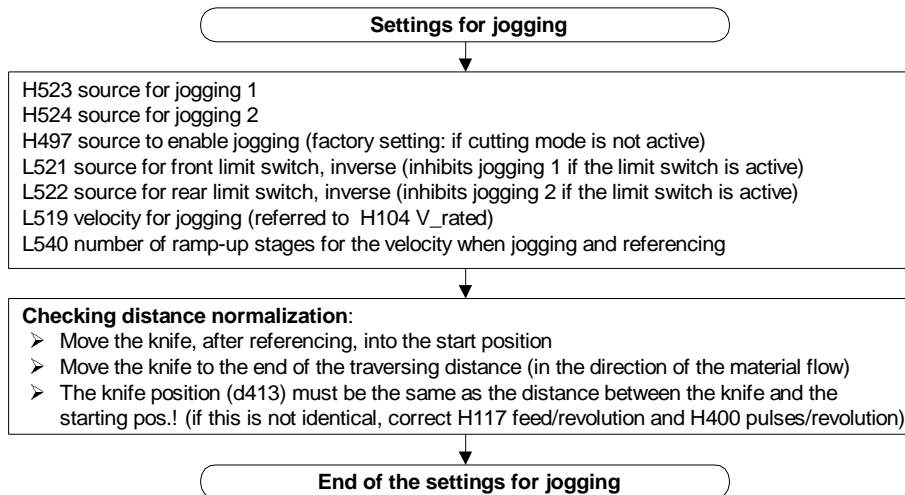 Settings for jogging
H523 source for jogging 1
H524 source for jogging 2
H497 source to enable jogging (factory setting: if cutting mode is not active)
L521 source for front limit switch, inverse (inhibits jogging 1 if the limit switch is active)
L522 source for rear limit switch, inverse (inhibits jogging 2 if the limit switch is active)
L519 velocity for jogging (referred to  H104 V_rated)
L540 number of ramp-up stages for the velocity when jogging and referencing
Checking distance normalization:
➢ Move the knife, after referencing, into the start position
➢ Move the knife to the end of the traversing distance (in the direction of the material flow)
➢ The knife position (d413) must be the same as the distance between the knife and the
starting pos.! (if this is not identical, correct H117 feed/revolution and H400 pulses/revolution)
End of the settings for jogging